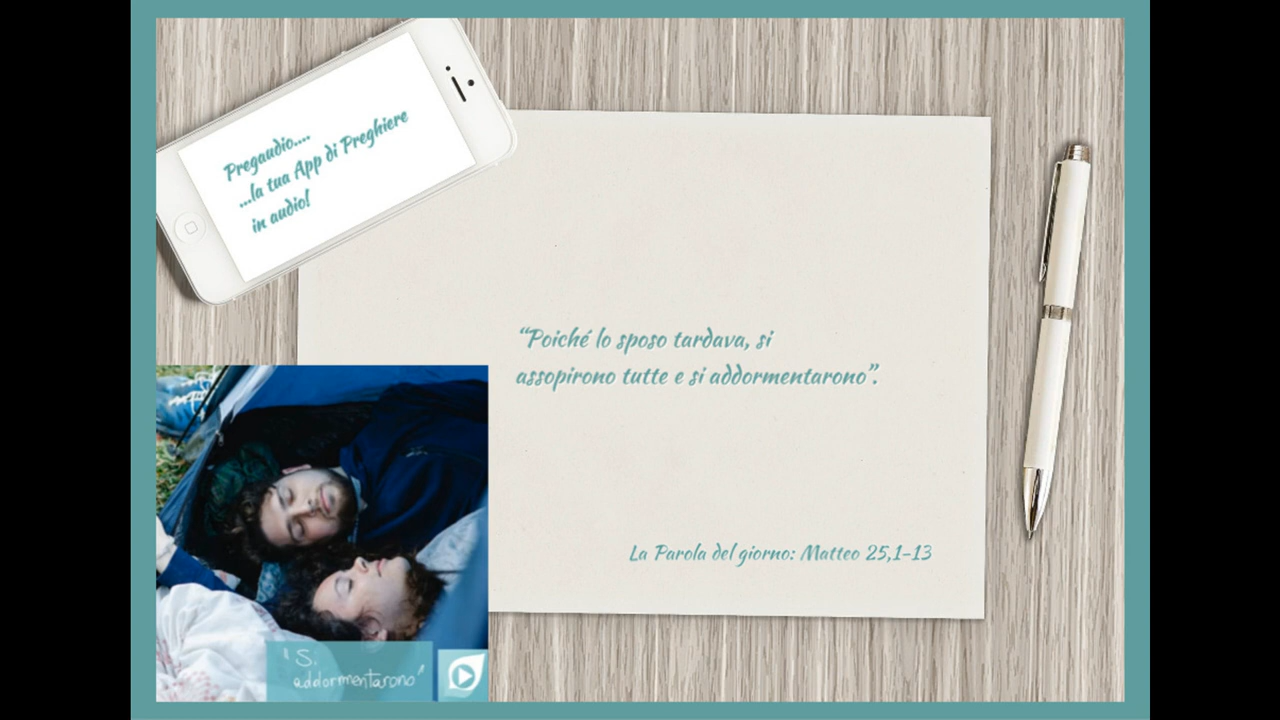 Pregaudio....
...la tua App di Preghiere
in audio!
“Poiché lo sposo tardava, si
assopirono tutte e si addormentarono”.
La Parola del giorno: Matteo 25,1-13
"Si
addormentarono"